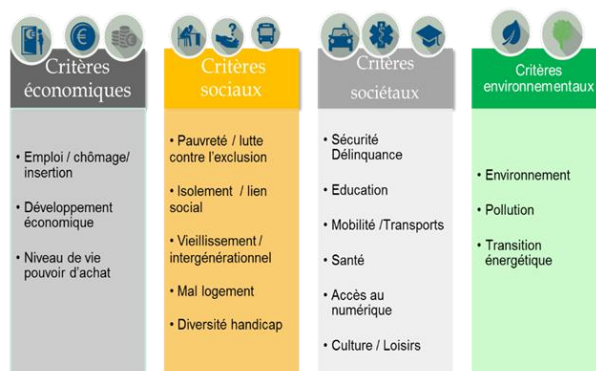 Critères
économiques
• Emploi / chômage/
insertion
• Développement
économique
• Niveau de vie
pouvoir d'achat
Critères
sociaux
• Pauvreté / lutte
contre l'exclusion
• Isolement / lien
social
• Vieillissement /
intergénérationnel
• Mal logement
• Diversité handicap
Critères
sociétaux
• Sécurité
Délinquance
• Education
• Mobilité /Transports
• Santé
• Accès au
numérique
• Culture / Loisirs
Critères
environnementaux
• Environnement
• Pollution
• Transition
énergétique